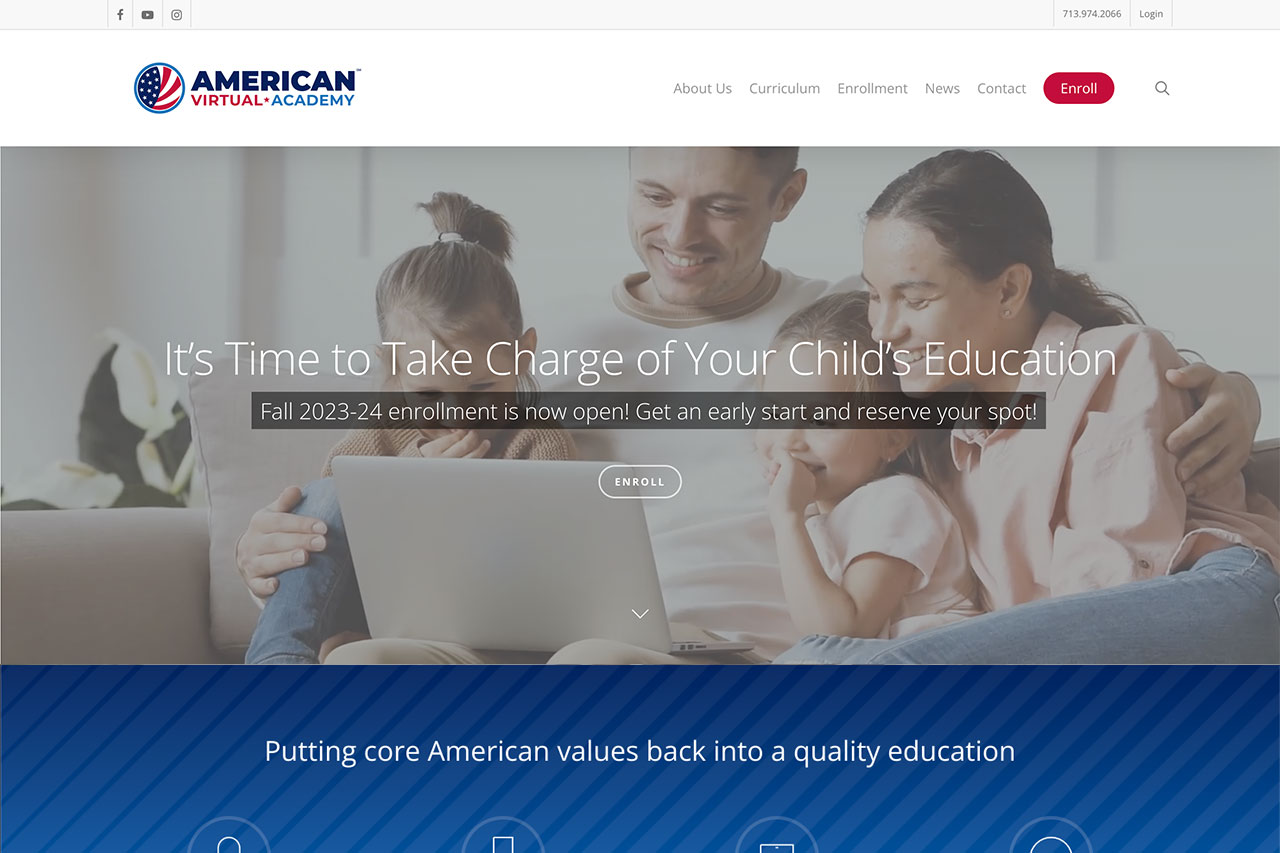 713.974.2066
Login
AMERICAN™
VIRTUAL★ACADEMY
About Us
Curriculum
Enrollment
News
Contact
Enroll
It’s Time to Take Charge of Your Child’s Education
Fall 2023-24 enrollment is now open! Get an early start and reserve your spot!
ENROLL
Putting core American values back into a quality education